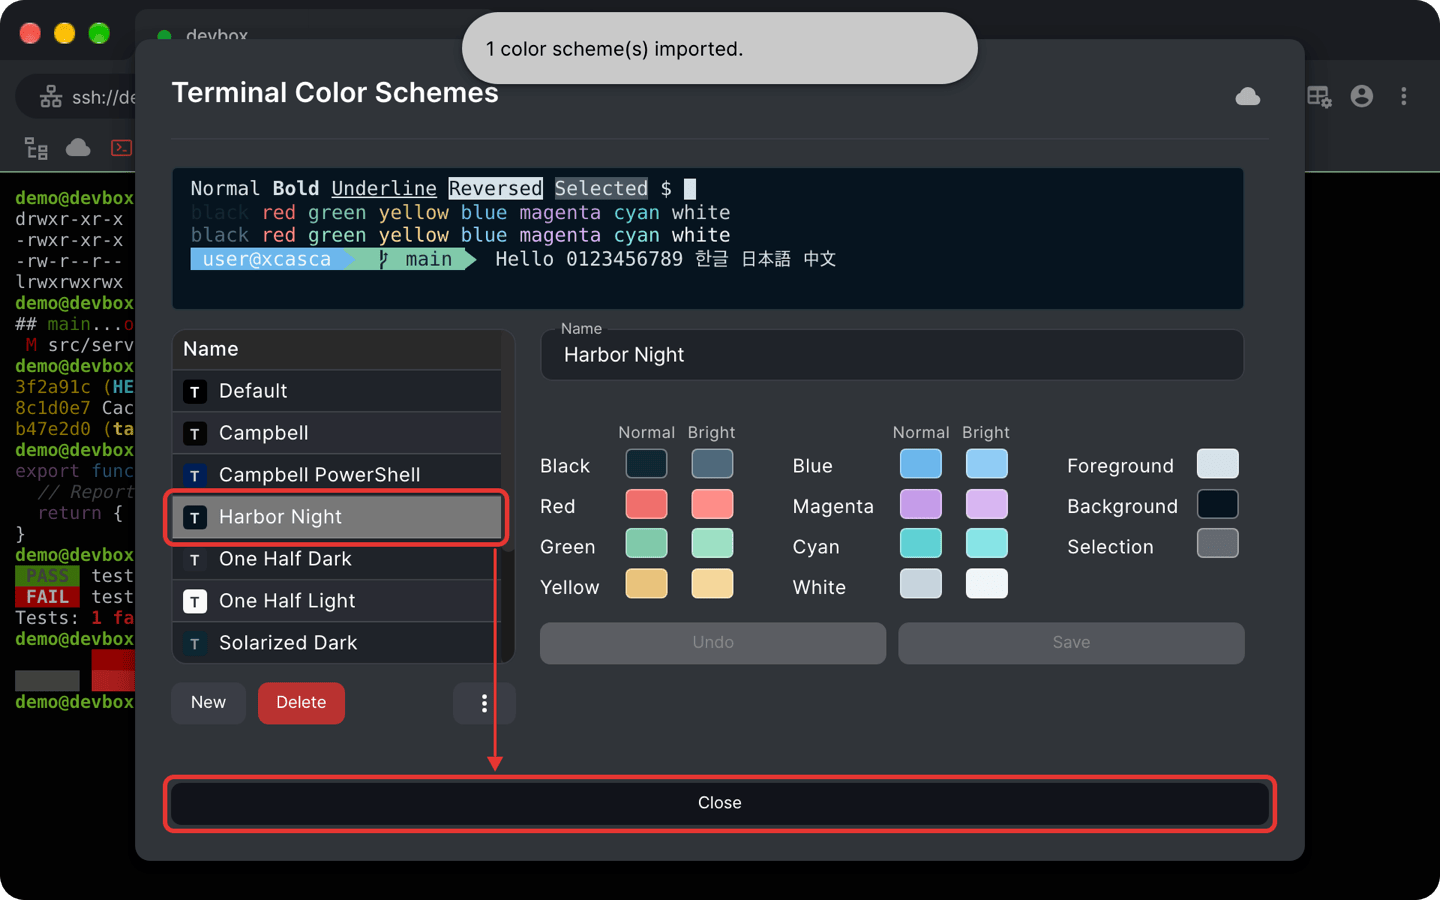 devbox
1 color scheme(s) imported.
ssh://de
Terminal Color Schemes
Normal Bold Underline Reversed Selected $
black red green yellow blue magenta cyan white
black red green yellow blue magenta cyan white
user@xcasca main Hello 0123456789 한글 日本語 中文
demo@devbox
drwxr-xr-x
-rwxr-xr-x
-rw-r--r--
lrwxrwxrwx
demo@devbox
## main...o
M src/serv
demo@devbox
3f2a91c (HE
8c1d0e7 Cac
b47e2d0 (ta
demo@devbox
export func
// Report
return {
}
demo@devbox
PASS test
FAIL test
Tests: 1 fa
demo@devbox
demo@devbox
Name
T Default
T Campbell
T Campbell PowerShell
T Harbor Night
T One Half Dark
T One Half Light
T Solarized Dark
New Delete
Name
Harbor Night
Normal Bright Normal Bright
Black Blue Foreground
Red Magenta Background
Green Cyan Selection
Yellow White
Undo Save
Close